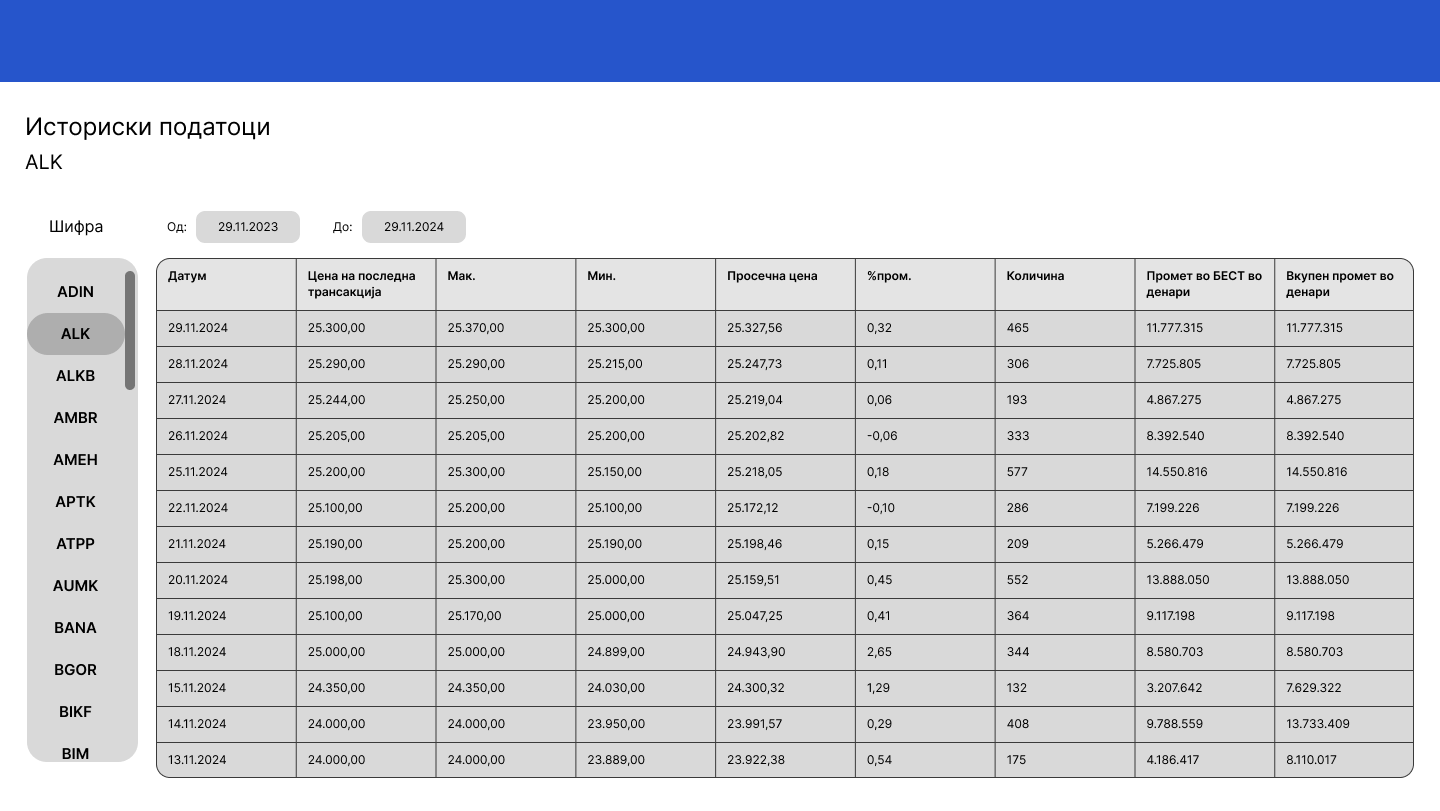 Историски податоци
ALK
Шифра
Од: 29.11.2023 До: 29.11.2024
ADIN
ALK
ALKB
AMBR
AMEH
APTK
ATPP
AUMK
BANA
BGOR
BIKF
BIM
Датум Цена на последна трансакција Мак. Мин. Просечна цена %пром. Количина Промет во БЕСТ во денари Вкупен промет во денари
29.11.2024 25.300,00 25.370,00 25.300,00 25.327,56 0,32 465 11.777.315 11.777.315
28.11.2024 25.290,00 25.290,00 25.215,00 25.247,73 0,11 306 7.725.805 7.725.805
27.11.2024 25.244,00 25.250,00 25.200,00 25.219,04 0,06 193 4.867.275 4.867.275
26.11.2024 25.205,00 25.205,00 25.200,00 25.202,82 -0,06 333 8.392.540 8.392.540
25.11.2024 25.200,00 25.300,00 25.150,00 25.218,05 0,18 577 14.550.816 14.550.816
22.11.2024 25.100,00 25.200,00 25.100,00 25.172,12 -0,10 286 7.199.226 7.199.226
21.11.2024 25.190,00 25.200,00 25.190,00 25.198,46 0,15 209 5.266.479 5.266.479
20.11.2024 25.198,00 25.300,00 25.000,00 25.159,51 0,45 552 13.888.050 13.888.050
19.11.2024 25.100,00 25.170,00 25.000,00 25.047,25 0,41 364 9.117.198 9.117.198
18.11.2024 25.000,00 25.000,00 24.899,00 24.943,90 2,65 344 8.580.703 8.580.703
15.11.2024 24.350,00 24.350,00 24.030,00 24.300,32 1,29 132 3.207.642 7.629.322
14.11.2024 24.000,00 24.000,00 23.950,00 23.991,57 0,29 408 9.788.559 13.733.409
13.11.2024 24.000,00 24.000,00 23.889,00 23.922,38 0,54 175 4.186.417 8.110.017